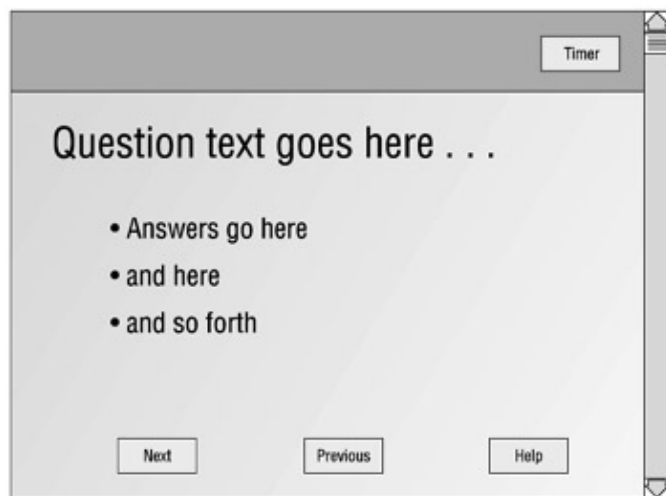 Timer
Question text goes here . . .
• Answers go here
• and here
• and so forth
Next Previous Help